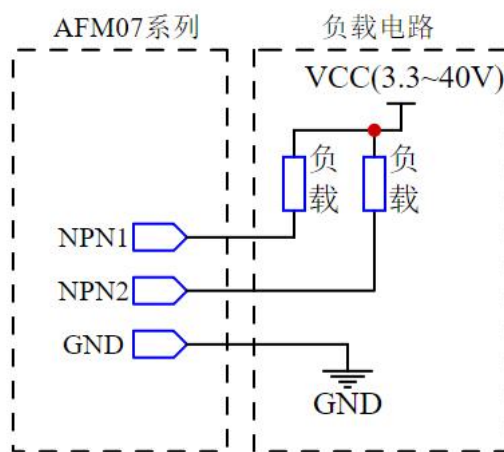 AFM07系列
负载电路
VCC(3.3~40V)
负载
负载
NPN1
NPN2
GND
GND